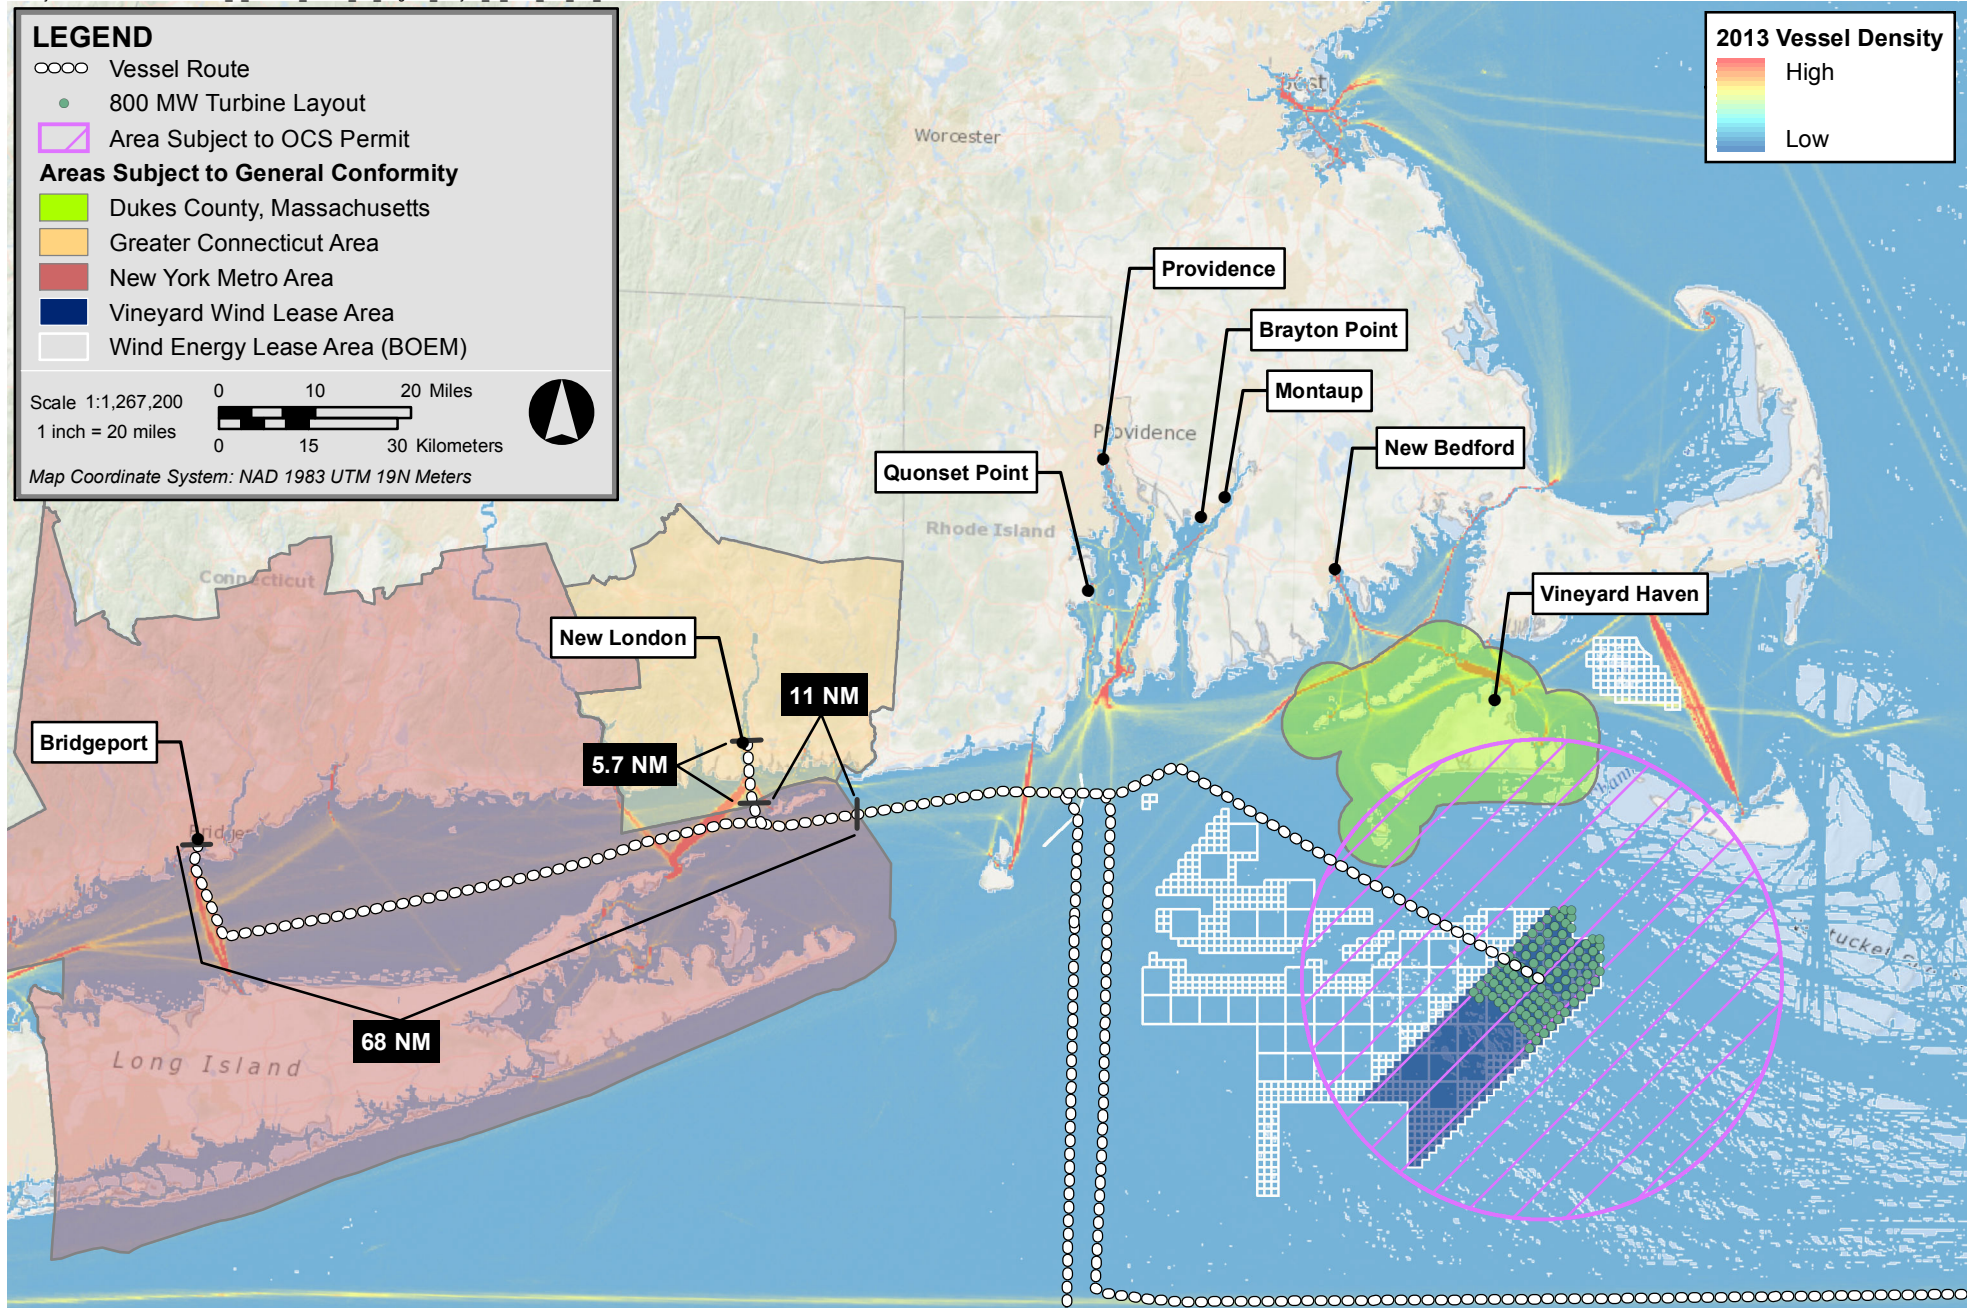 LEGEND
Vessel Route
800 MW Turbine Layout
Area Subject to OCS Permit
Areas Subject to General Conformity
Dukes County, Massachusetts
Greater Connecticut Area
New York Metro Area
Vineyard Wind Lease Area
Wind Energy Lease Area (BOEM)
Scale 1:1,267,200
1 inch = 20 miles
0 10 20 Miles
0 15 30 Kilometers
Map Coordinate System: NAD 1983 UTM 19N Meters
2013 Vessel Density
High
Low
Worcester
Providence
Brayton Point
Montaup
Providence
New Bedford
Quonset Point
Rhode Island
Connecticut
Vineyard Haven
New London
11 NM
Bridgeport
5.7 NM
68 NM
Long Island